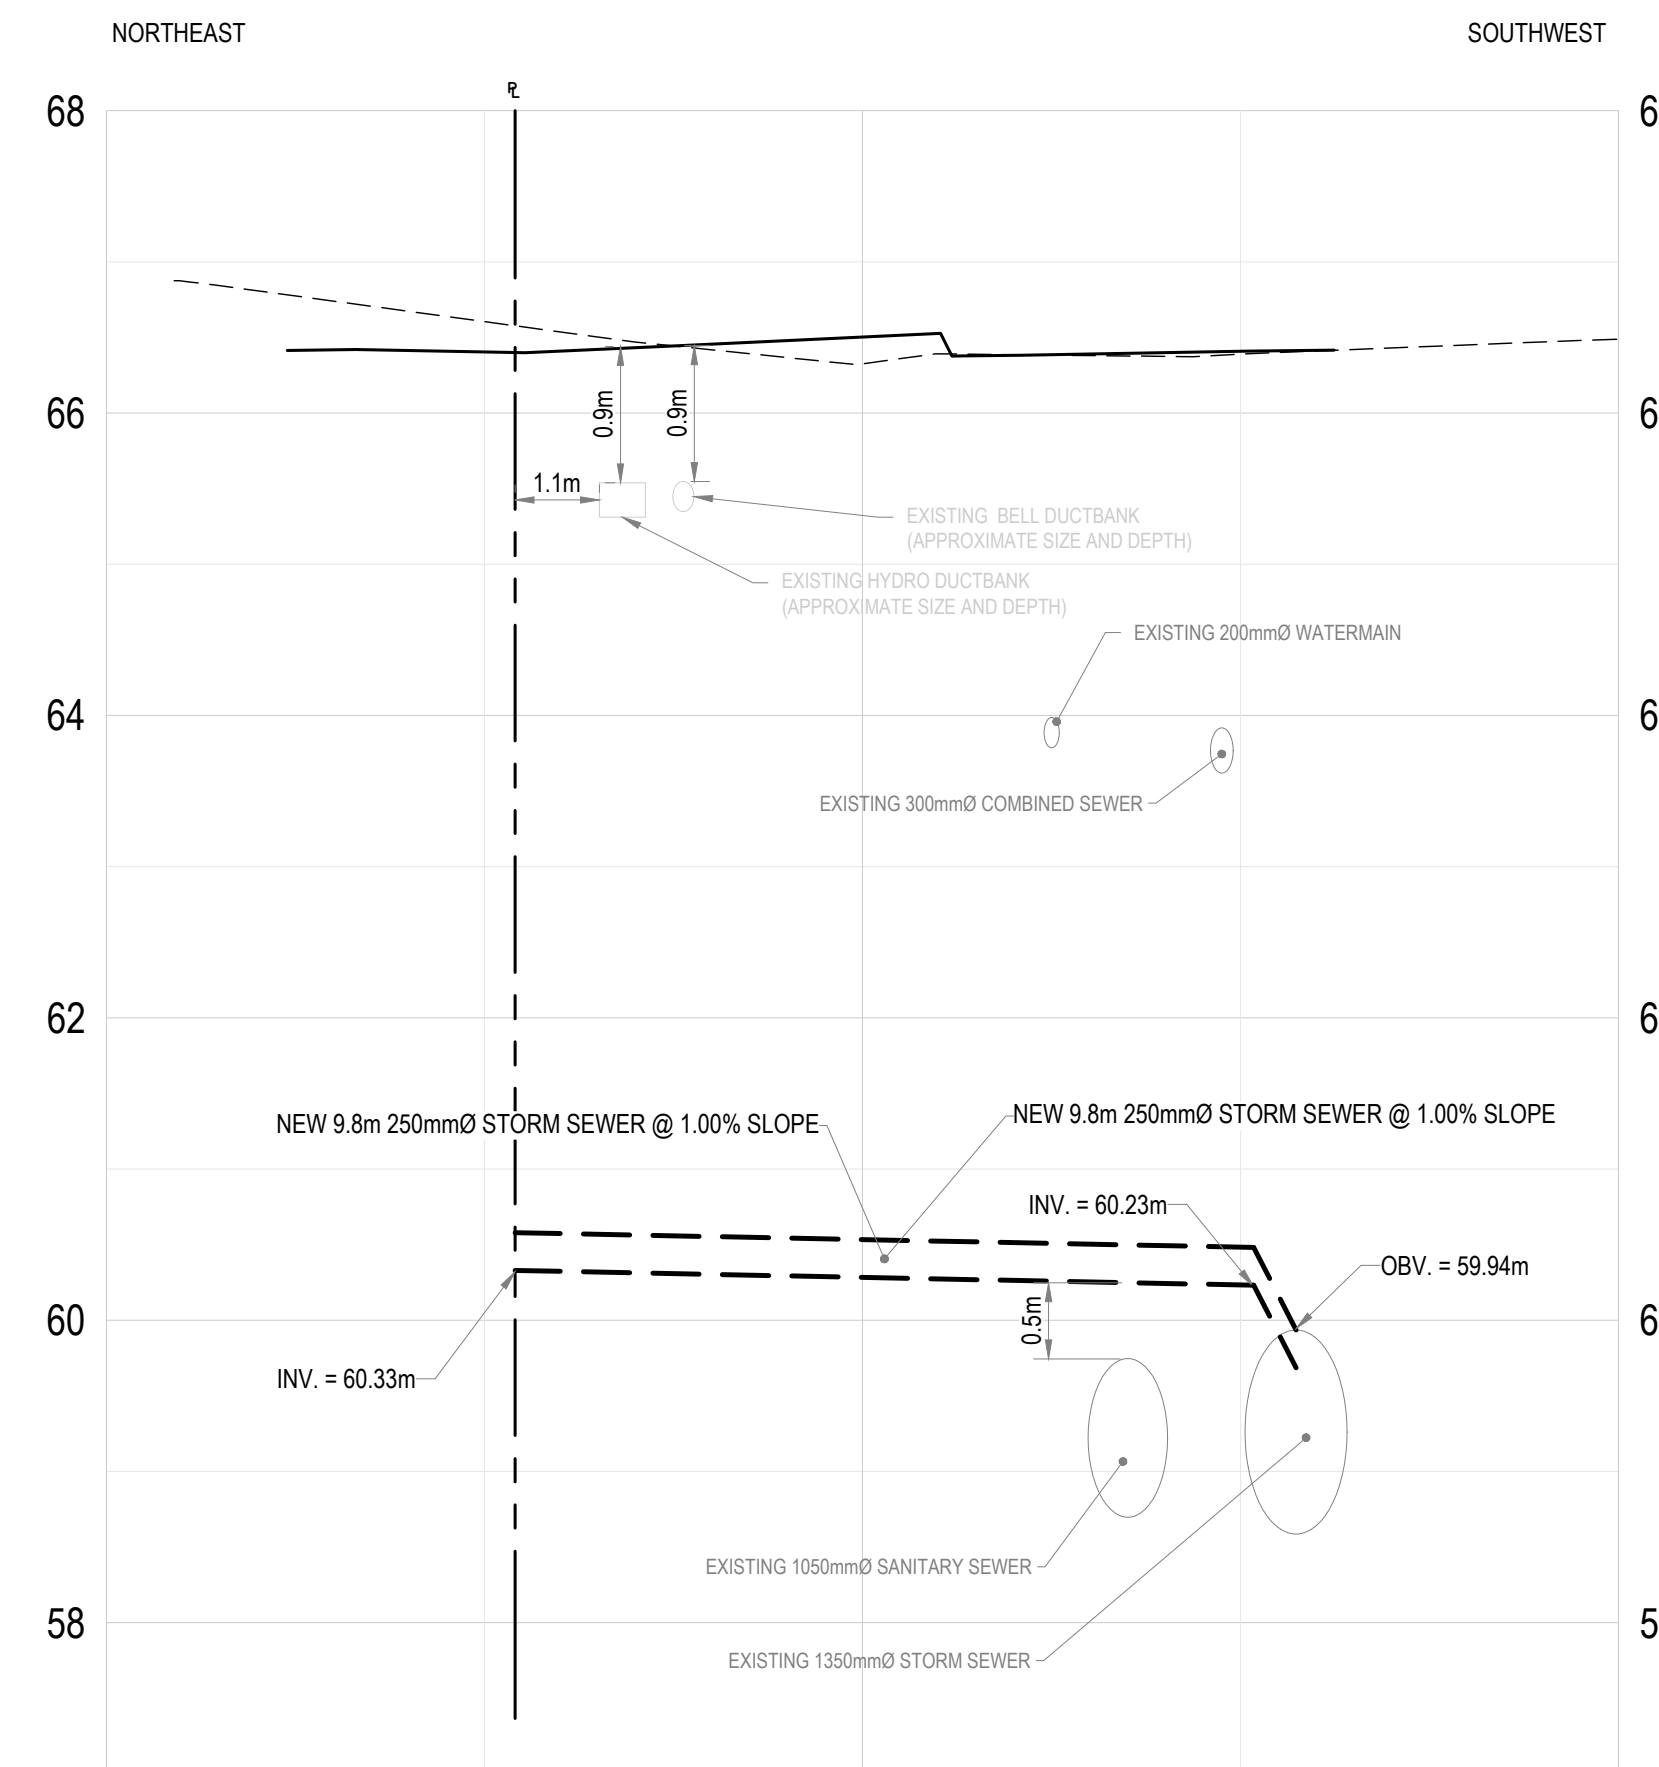 NORTHEAST
SOUTHWEST
PL
68
6
66
6
0.9m
0.9m
1.1m
EXISTING BELL DUCTBANK
(APPROXIMATE SIZE AND DEPTH)
EXISTING HYDRO DUCTBANK
(APPROXIMATE SIZE AND DEPTH)
EXISTING 200mmØ WATERMAIN
64
6
EXISTING 300mmØ COMBINED SEWER
62
6
NEW 9.8m 250mmØ STORM SEWER @ 1.00% SLOPE
NEW 9.8m 250mmØ STORM SEWER @ 1.00% SLOPE
INV. = 60.23m
OBV. = 59.94m
60
0.5m
6
INV. = 60.33m
EXISTING 1050mmØ SANITARY SEWER
58
5
EXISTING 1350mmØ STORM SEWER